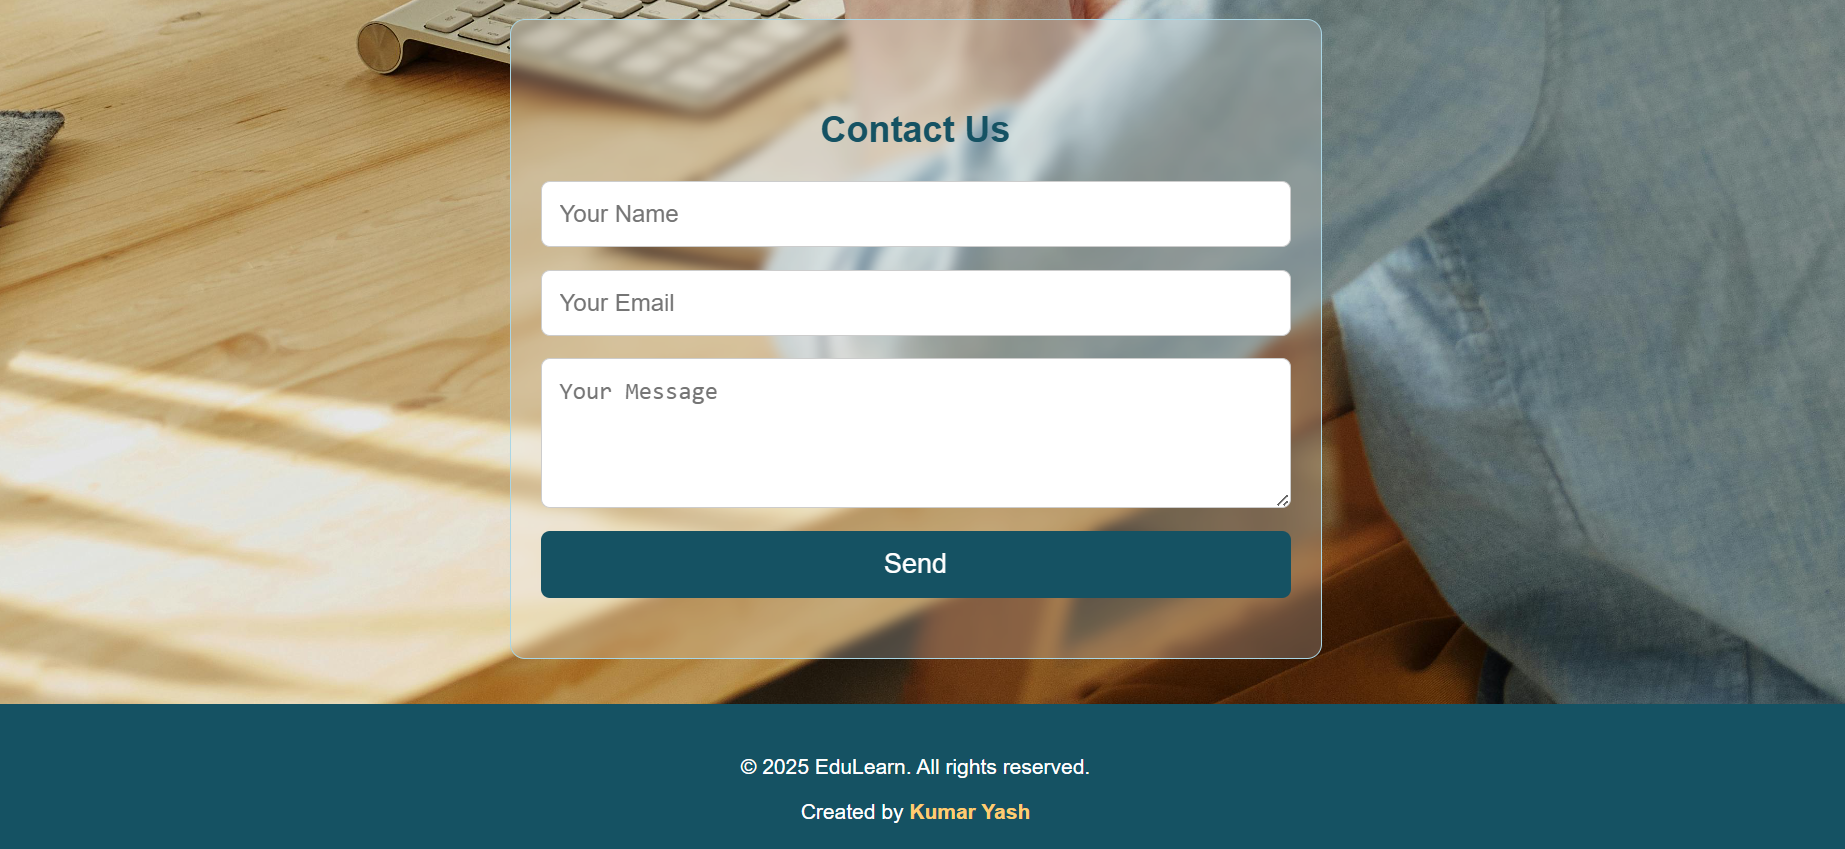 Contact Us
Your Name
Your Email
Your Message
Send
© 2025 EduLearn. All rights reserved.
Created by Kumar Yash